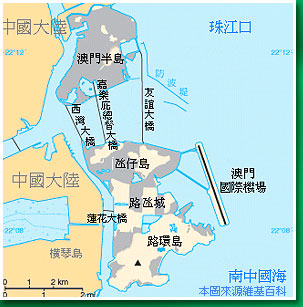 中國大陸
珠江口
22°12'
22°12'
澳門半島
防波堤
嘉樂庇總督大橋
友誼大橋
西灣大橋
氹仔島
澳門
國際機場
中國大陸
路氹城
蓮花大橋
22°08'
22°08'
路環島
橫琴島
南中國海
本圖來源維基百科
0 1 2 km
0 1 2 mi